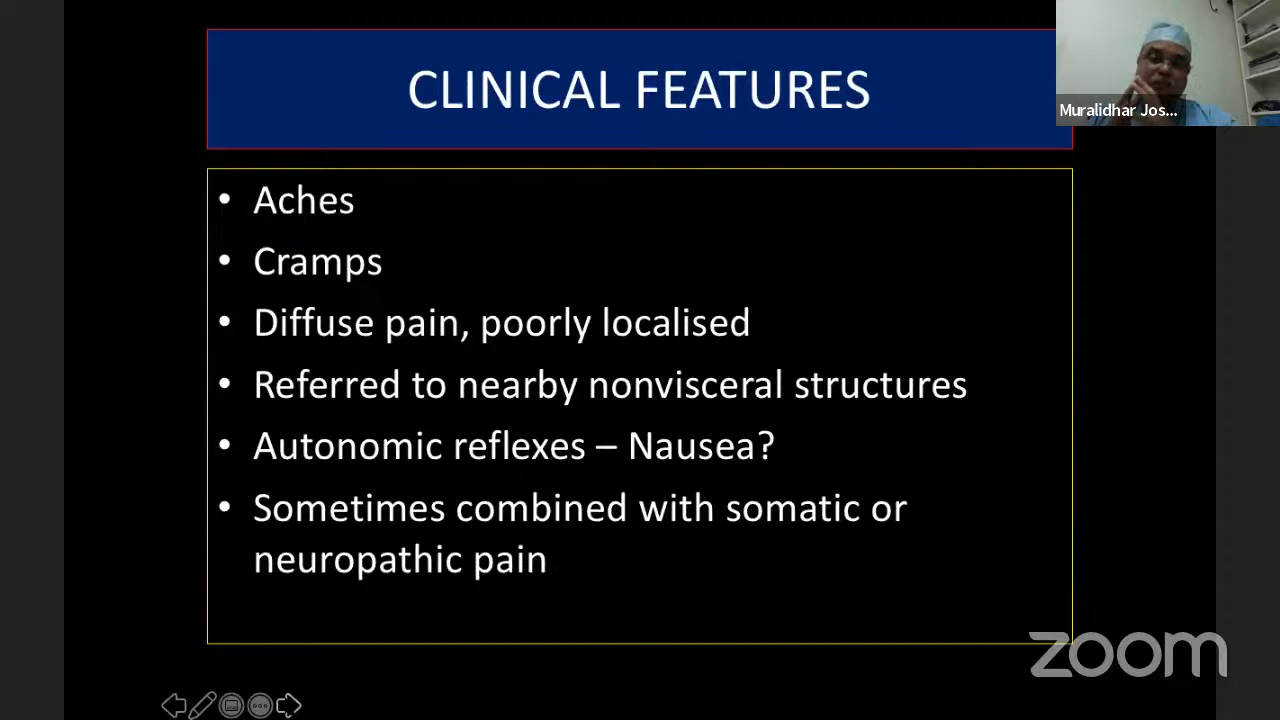 CLINICAL FEATURES
Muralidhar Jos...
• Aches
• Cramps
• Diffuse pain, poorly localised
• Referred to nearby nonvisceral structures
• Autonomic reflexes – Nausea?
• Sometimes combined with somatic or
neuropathic pain
zoom